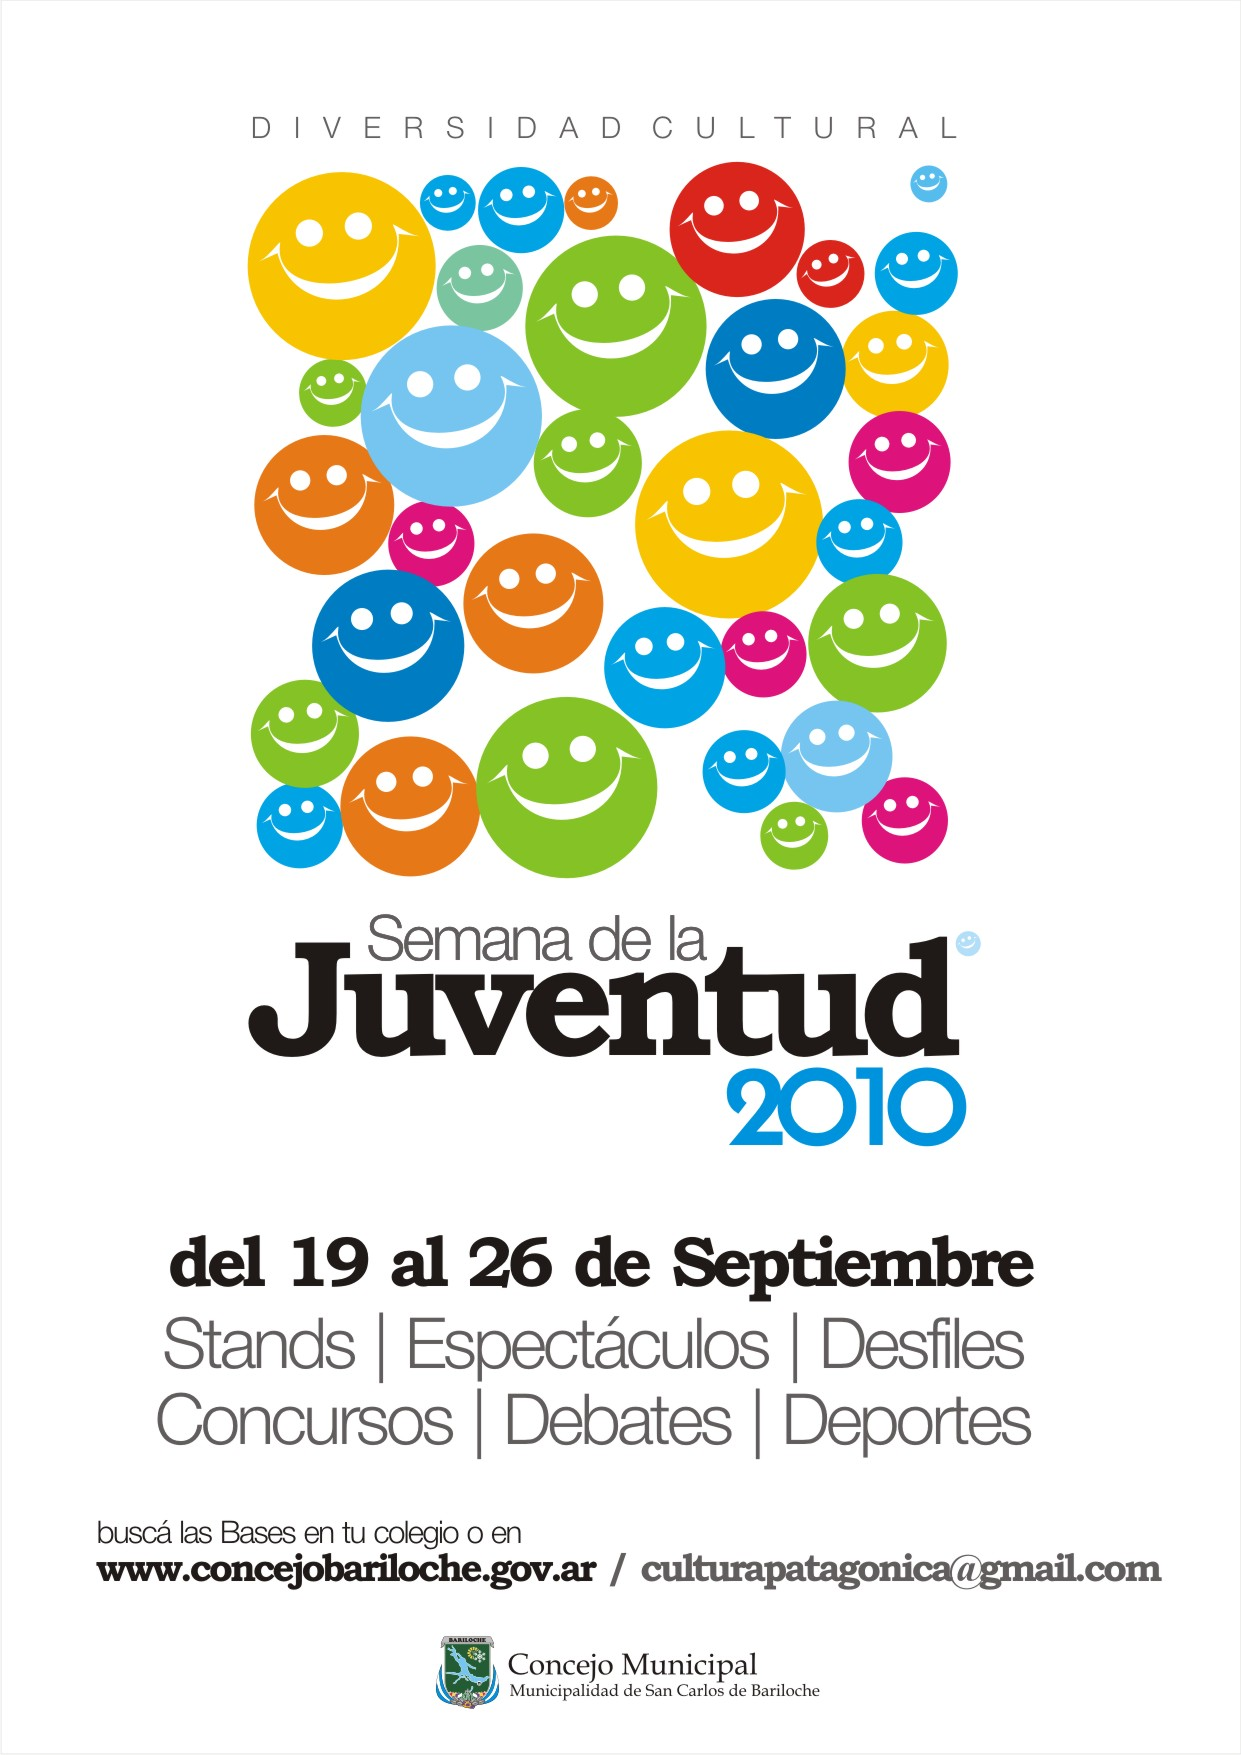 DIVERSIDAD CULTURAL
Semana de la
Juventud
2010
del 19 al 26 de Septiembre
Stands | Espectáculos | Desfiles
Concursos | Debates | Deportes
buscá las Bases en tu colegio o en
www.concejobariloche.gov.ar / culturapatagonica@gmail.com
BARILOCHE
Concejo Municipal
Municipalidad de San Carlos de Bariloche